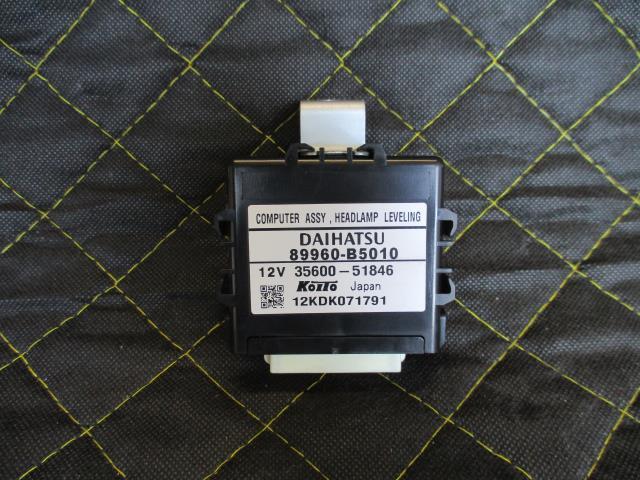 COMPUTER ASSY , HEADLAMP LEVELING
DAIHATSU
89960-B5010
12V 35600-51846
KOITO Japan
12KDK071791